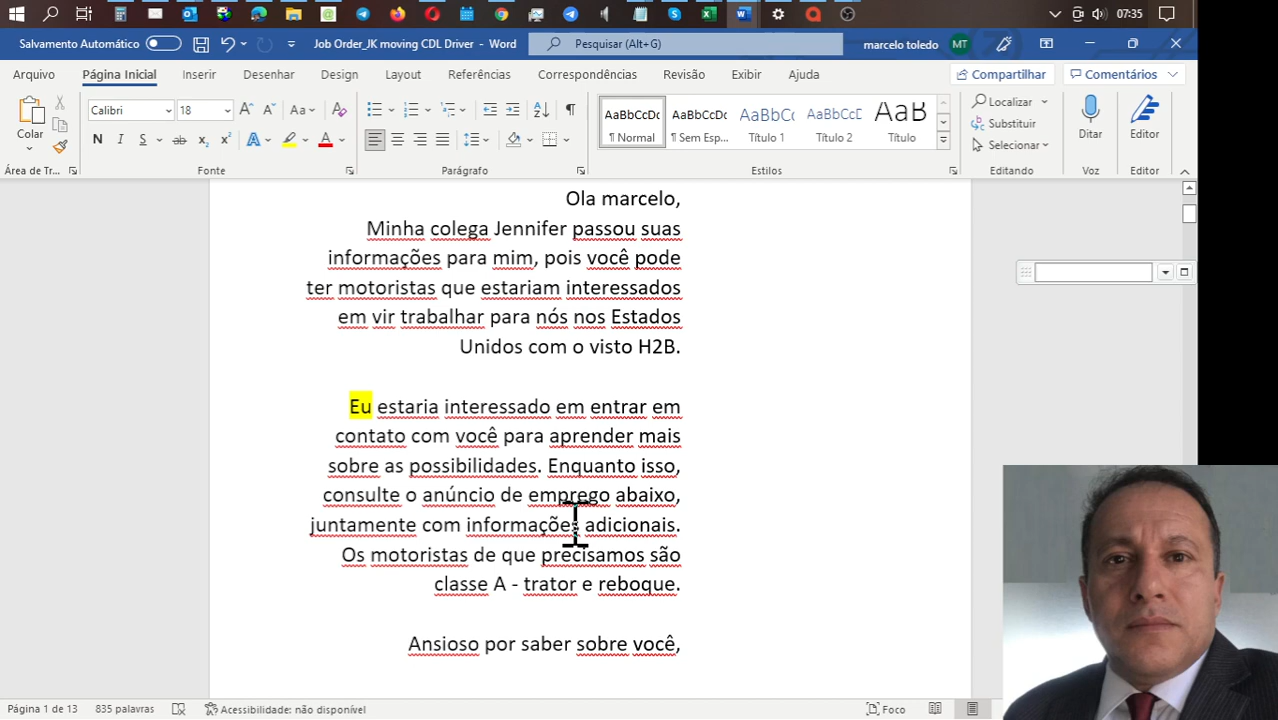 07:35
Salvamento Automático
Job Order_JK moving CDL Driver - Word
Pesquisar (Alt+G)
marcelo toledo
MT
Arquivo Página Inicial Inserir Desenhar Design Layout Referências Correspondências Revisão Exibir Ajuda
Compartilhar
Comentários
Colar
Calibri
18
Área de Tr...
Fonte
Parágrafo
AaBbCcDc AaBbCcDc AaBbCc AaBbCcD AaB
¶ Normal ¶ Sem Esp... Título 1 Título 2 Título
Estilos
Localizar
Substituir
Selecionar
Editando
Ditar
Voz
Editor
Editor
Ola marcelo,
Minha colega Jennifer passou suas
informações para mim, pois você pode
ter motoristas que estariam interessados
em vir trabalhar para nós nos Estados
Unidos com o visto H2B.
Eu estaria interessado em entrar em
contato com você para aprender mais
sobre as possibilidades. Enquanto isso,
consulte o anúncio de emprego abaixo,
juntamente com informações adicionais.
Os motoristas de que precisamos são
classe A - trator e reboque.
Ansioso por saber sobre você,
Página 1 de 13 835 palavras Acessibilidade: não disponível
Foco